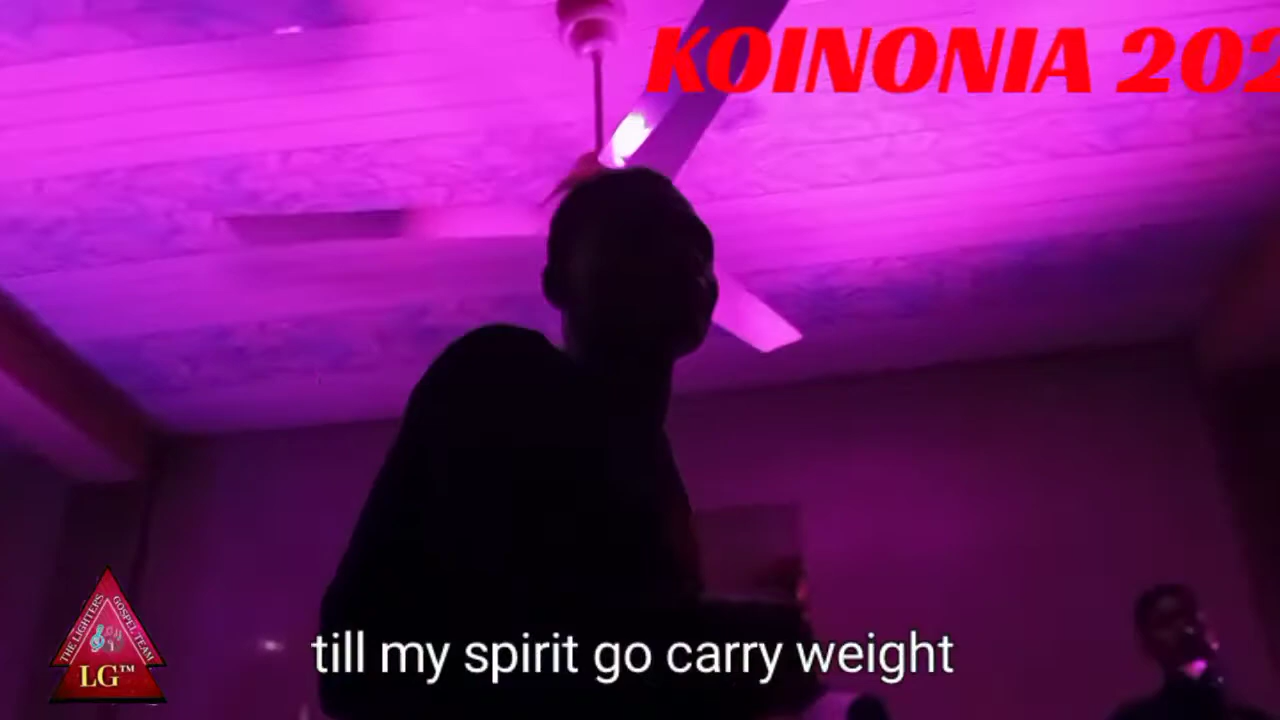 KOINONIA 202
THE LIGHTERS GOSPEL TEAM
LG™
till my spirit go carry weight